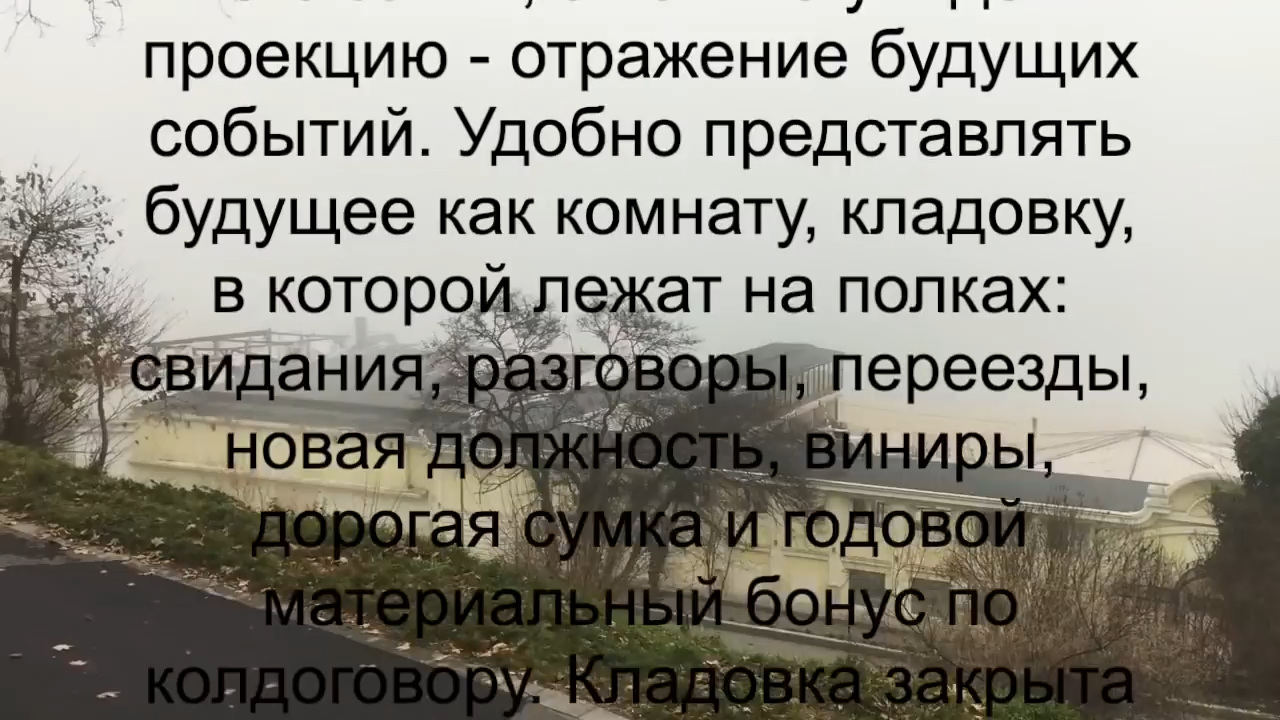 проекцию - отражение будущих
событий. Удобно представлять
будущее как комнату, кладовку,
в которой лежат на полках:
свидания, разговоры, переезды,
новая должность, виниры,
дорогая сумка и годовой
материальный бонус по
колдоговору. Кладовка закрыта